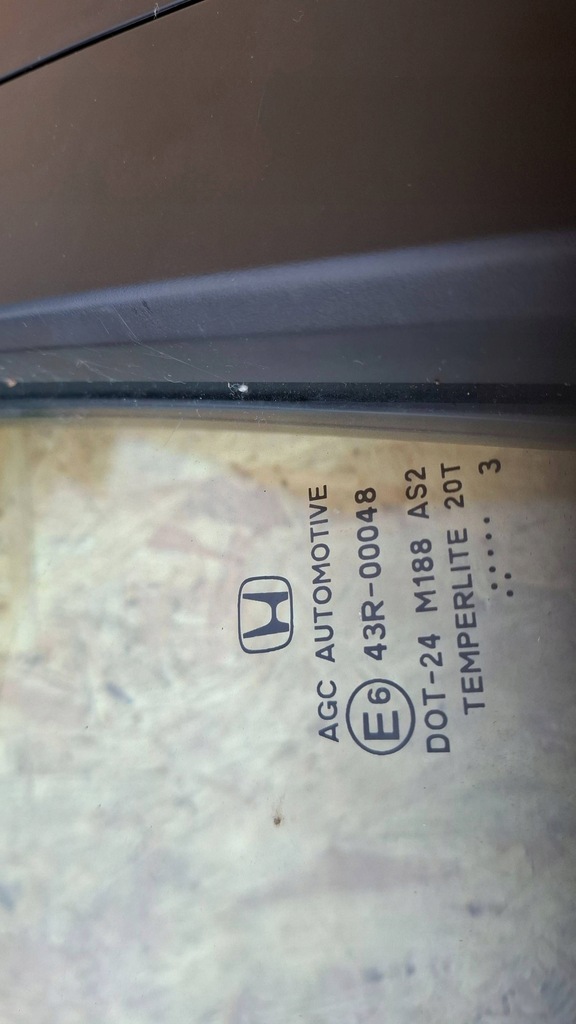 AGC AUTOMOTIVE
E6 43R-00048
DOT-24 M188 AS2
TEMPERLITE 20T
..... 3
..